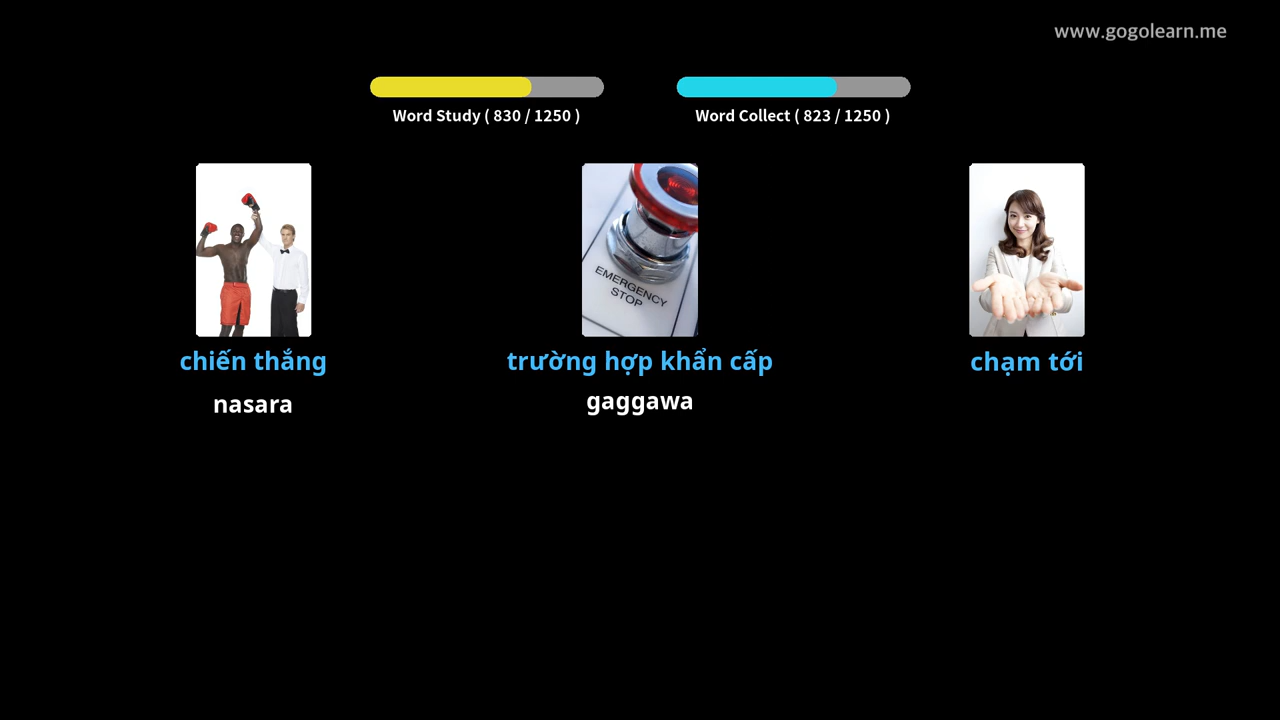 www.gogolearn.me
Word Study ( 830 / 1250 )
Word Collect ( 823 / 1250 )
EMERGENCY
STOP
chiến thắng
trường hợp khẩn cấp
chạm tới
nasara
gaggawa